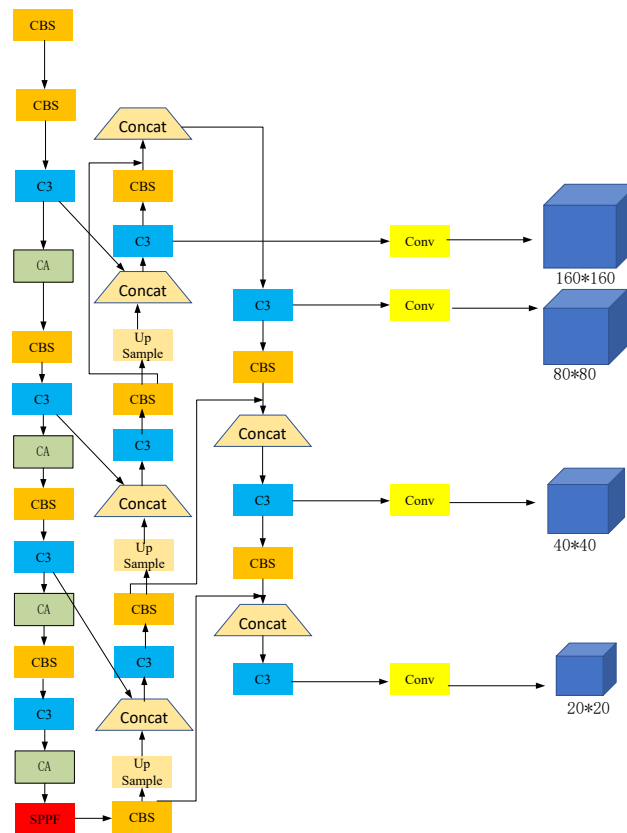 CBS
CBS
C3
CA
CBS
C3
CA
CBS
C3
CA
CBS
C3
CA
SPPF
Concat
CBS
C3
Concat
Up
Sample
CBS
C3
Concat
Up
Sample
CBS
C3
Concat
Up
Sample
CBS
C3
CBS
Concat
C3
CBS
Concat
C3
Conv
Conv
Conv
Conv
160*160
80*80
40*40
20*20